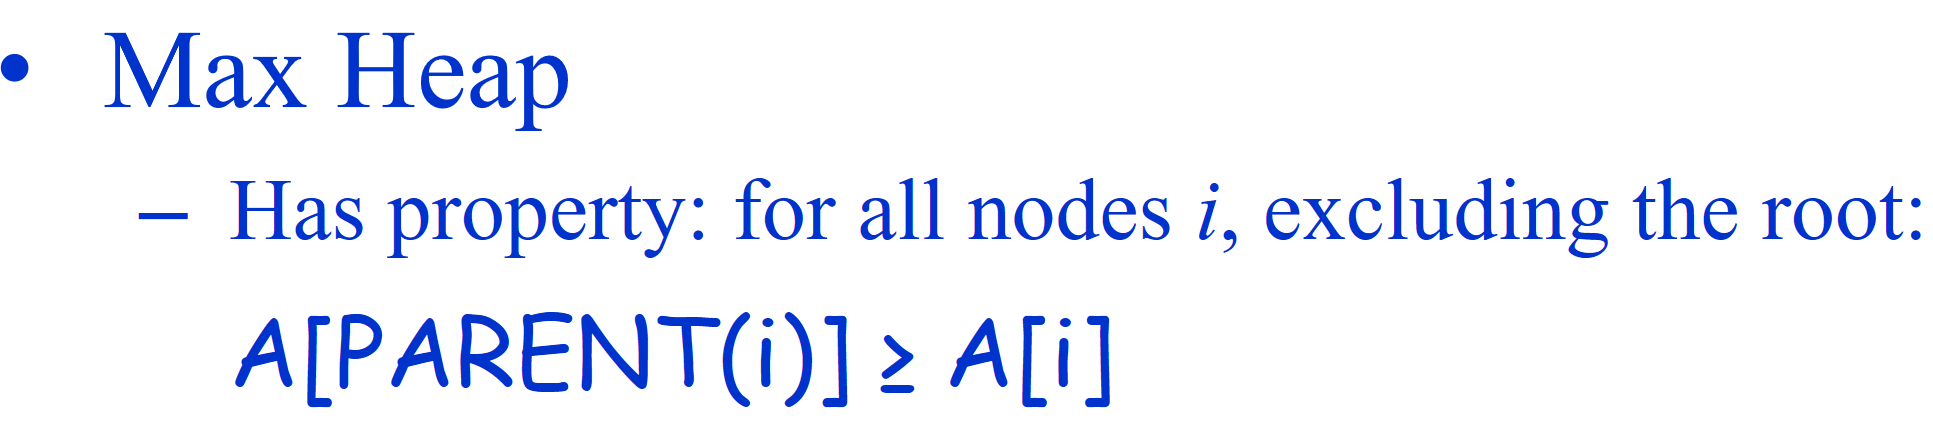 • Max Heap
– Has property: for all nodes i, excluding the root:
A[PARENT(i)] ≥ A[i]